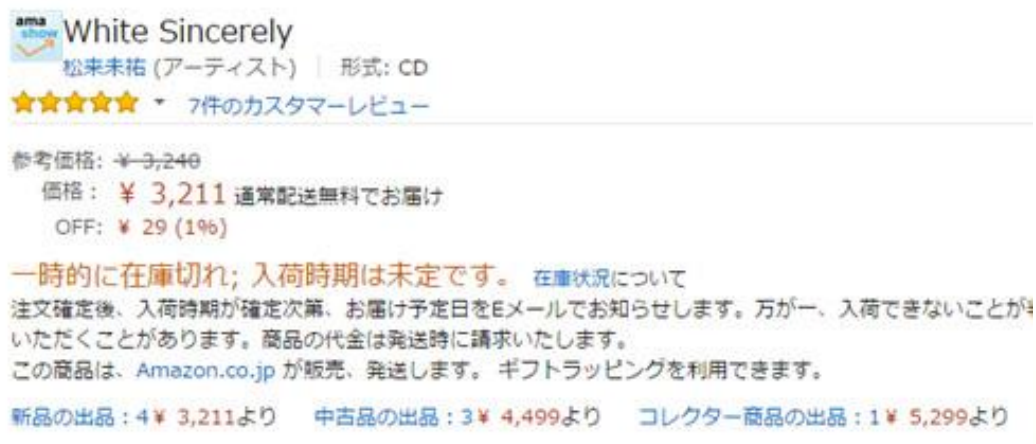 ama
show
White Sincerely
松来未祐 (アーティスト) | 形式: CD
7件のカスタマーレビュー
参考価格: ¥ 3,240
価格: ¥ 3,211 通常配送無料でお届け
OFF: ¥ 29 (1%)
一時的に在庫切れ; 入荷時期は未定です。 在庫状況について
注文確定後、入荷時期が確定次第、お届け予定日をEメールでお知らせします。万が一、入荷できないことが
いただくことがあります。商品の代金は発送時に請求いたします。
この商品は、Amazon.co.jp が販売、発送します。 ギフトラッピングを利用できます。
新品の出品:4¥ 3,211より 中古品の出品:3¥ 4,499より コレクター商品の出品:1¥ 5,299より